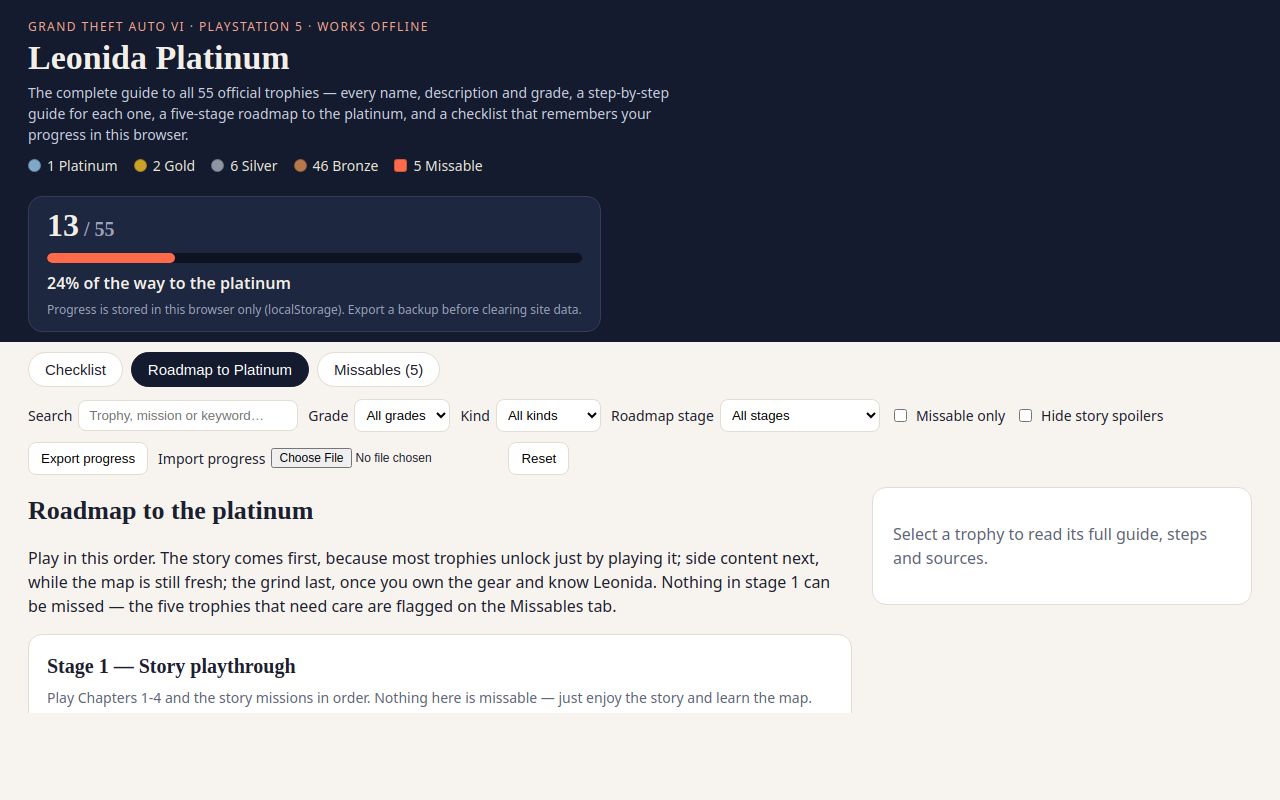 GRAND THEFT AUTO VI · PLAYSTATION 5 · WORKS OFFLINE
Leonida Platinum
The complete guide to all 55 official trophies — every name, description and grade, a step-by-step
guide for each one, a five-stage roadmap to the platinum, and a checklist that remembers your
progress in this browser.
1 Platinum 2 Gold 6 Silver 46 Bronze 5 Missable
13 / 55
24% of the way to the platinum
Progress is stored in this browser only (localStorage). Export a backup before clearing site data.
Checklist Roadmap to Platinum Missables (5)
Search Trophy, mission or keyword… Grade All grades Kind All kinds Roadmap stage All stages Missable only Hide story spoilers
Export progress Import progress Choose File No file chosen Reset
Roadmap to the platinum
Play in this order. The story comes first, because most trophies unlock just by playing it; side content next,
while the map is still fresh; the grind last, once you own the gear and know Leonida. Nothing in stage 1 can
be missed — the five trophies that need care are flagged on the Missables tab.
Select a trophy to read its full guide, steps
and sources.
Stage 1 — Story playthrough
Play Chapters 1-4 and the story missions in order. Nothing here is missable — just enjoy the story and learn the map.